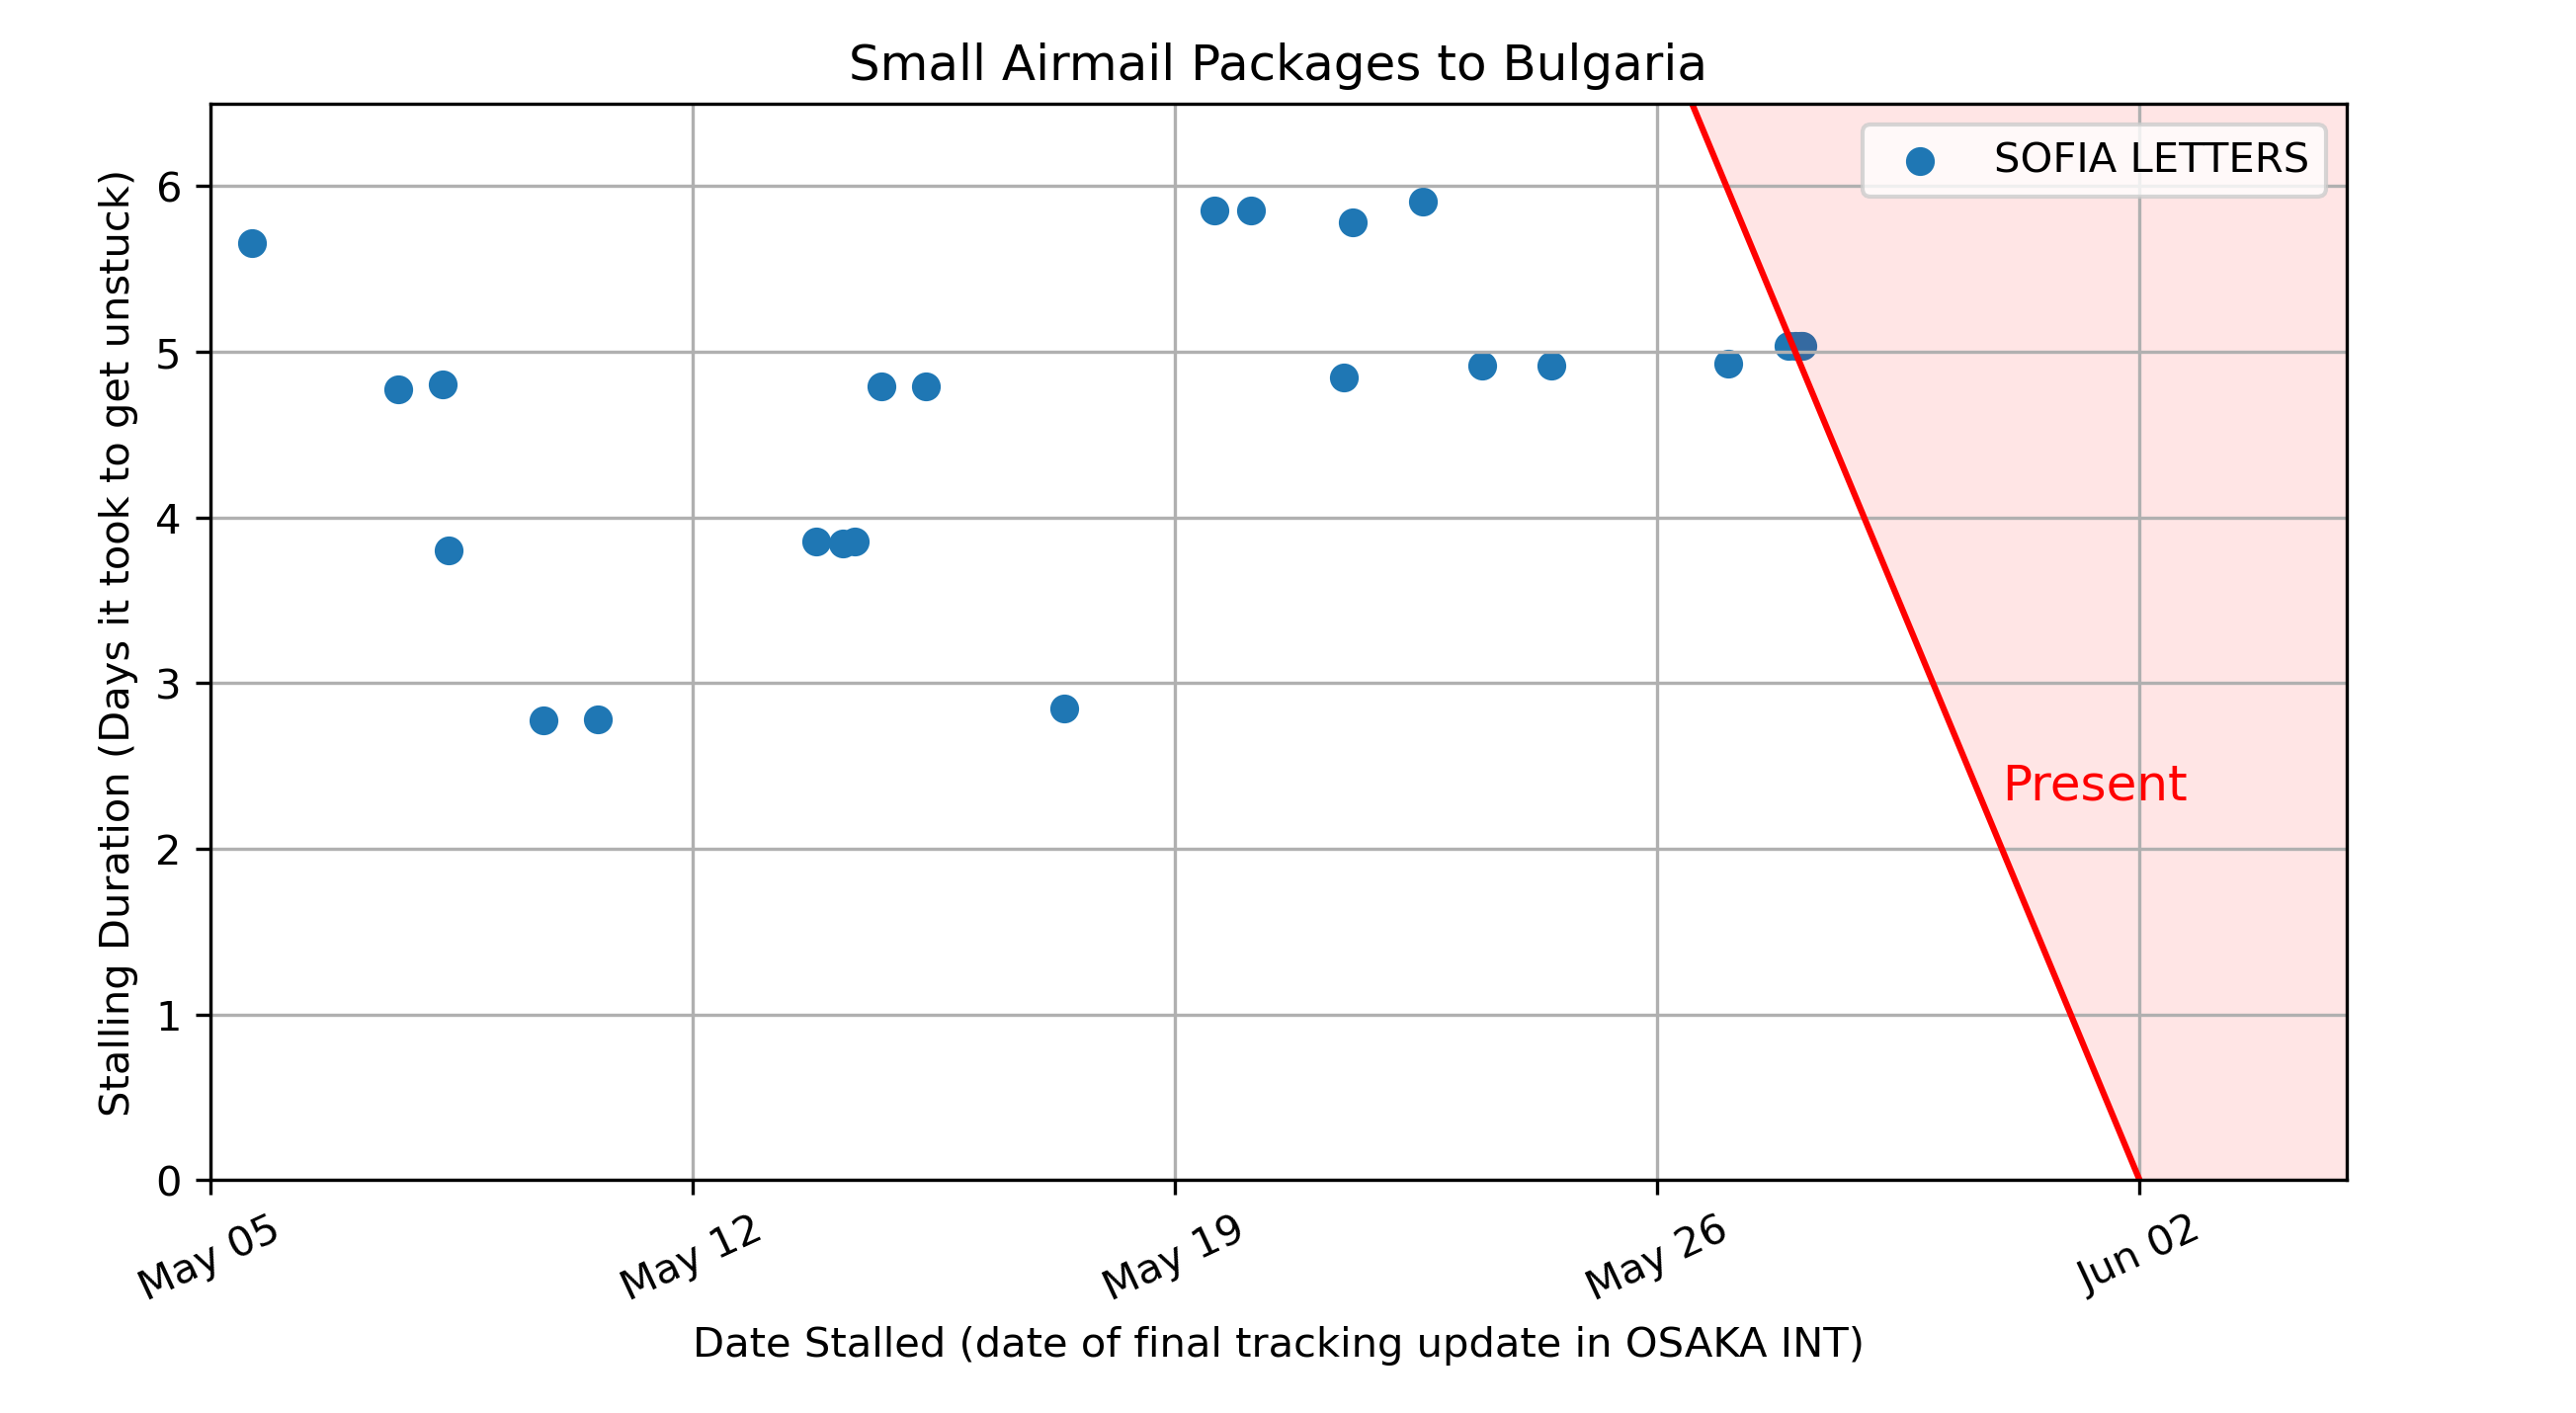 Small Airmail Packages to Bulgaria
SOFIA LETTERS
Stalling Duration (Days it took to get unstuck)
6
5
4
3
2
1
0
Present
May 05
May 12
May 19
May 26
Jun 02
Date Stalled (date of final tracking update in OSAKA INT)